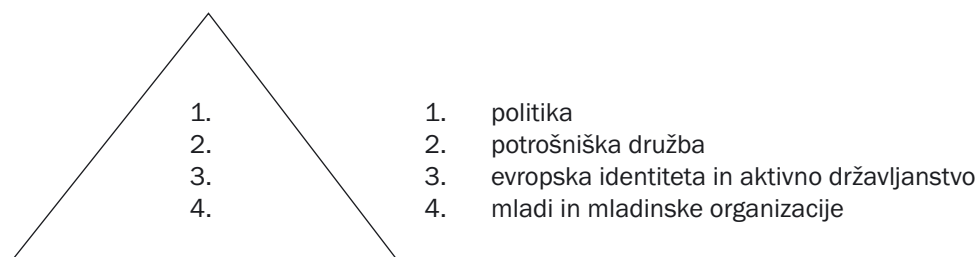 1. 1. politika
2. 2. potrošniška družba
3. 3. evropska identiteta in aktivno državljanstvo
4. 4. mladi in mladinske organizacije